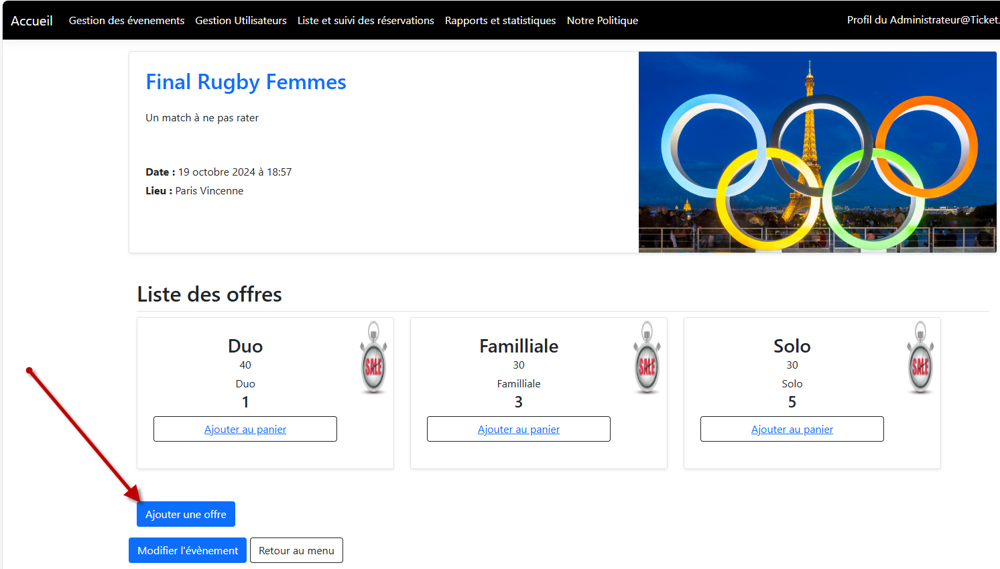 Accueil Gestion des évenements Gestion Utilisateurs Liste et suivi des réservations Rapports et statistiques Notre Politique Profil du Administrateur@Ticket.
Final Rugby Femmes
Un match à ne pas rater
Date : 19 octobre 2024 à 18:57
Lieu : Paris Vincenne
Liste des offres
Duo
40
Duo
1
Ajouter au panier
SALE
Familliale
30
Familliale
3
Ajouter au panier
SALE
Solo
30
Solo
5
Ajouter au panier
SALE
Ajouter une offre
Modifier l'évènement Retour au menu